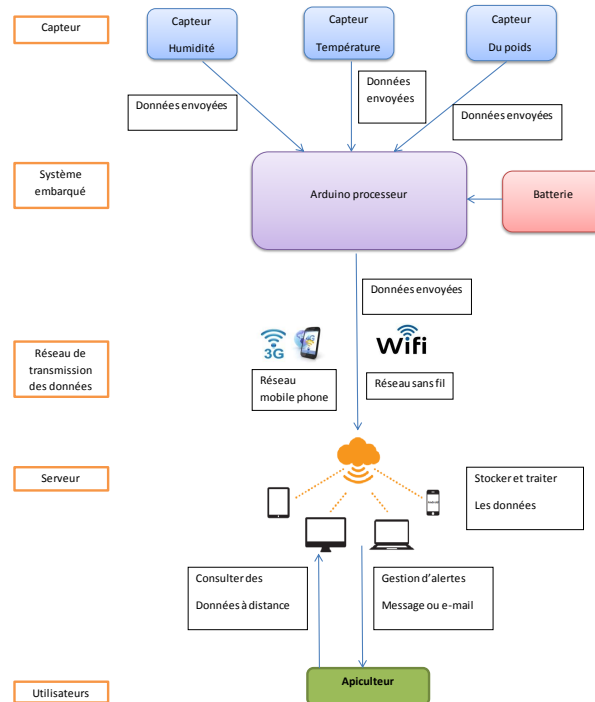 Capteur
Capteur
Humidité
Capteur
Température
Capteur
Du poids
Données envoyées
Données
envoyées
Données envoyées
Système
embarqué
Arduino processeur
Batterie
Données envoyées
Réseau de
transmission
des données
3G
Wifi
Réseau
mobile phone
Réseau sans fil
Serveur
Stocker et traiter
Les données
Consulter des
Données à distance
Gestion d'alertes
Message ou e-mail
Utilisateurs
Apiculteur